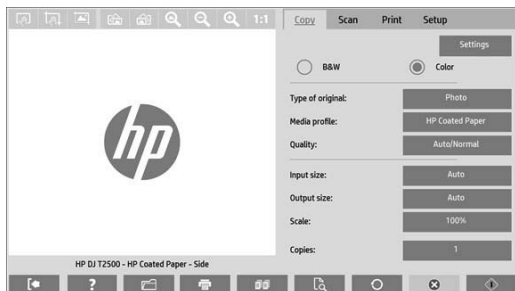 1:1
Copy Scan Print Setup
Settings
B&W Color
Type of original: Photo
Media profile: HP Coated Paper
Quality: Auto/Normal
Input size: Auto
Output size: Auto
Scale: 100%
Copies: 1
hp
HP DJ T2500 - HP Coated Paper - Side
?